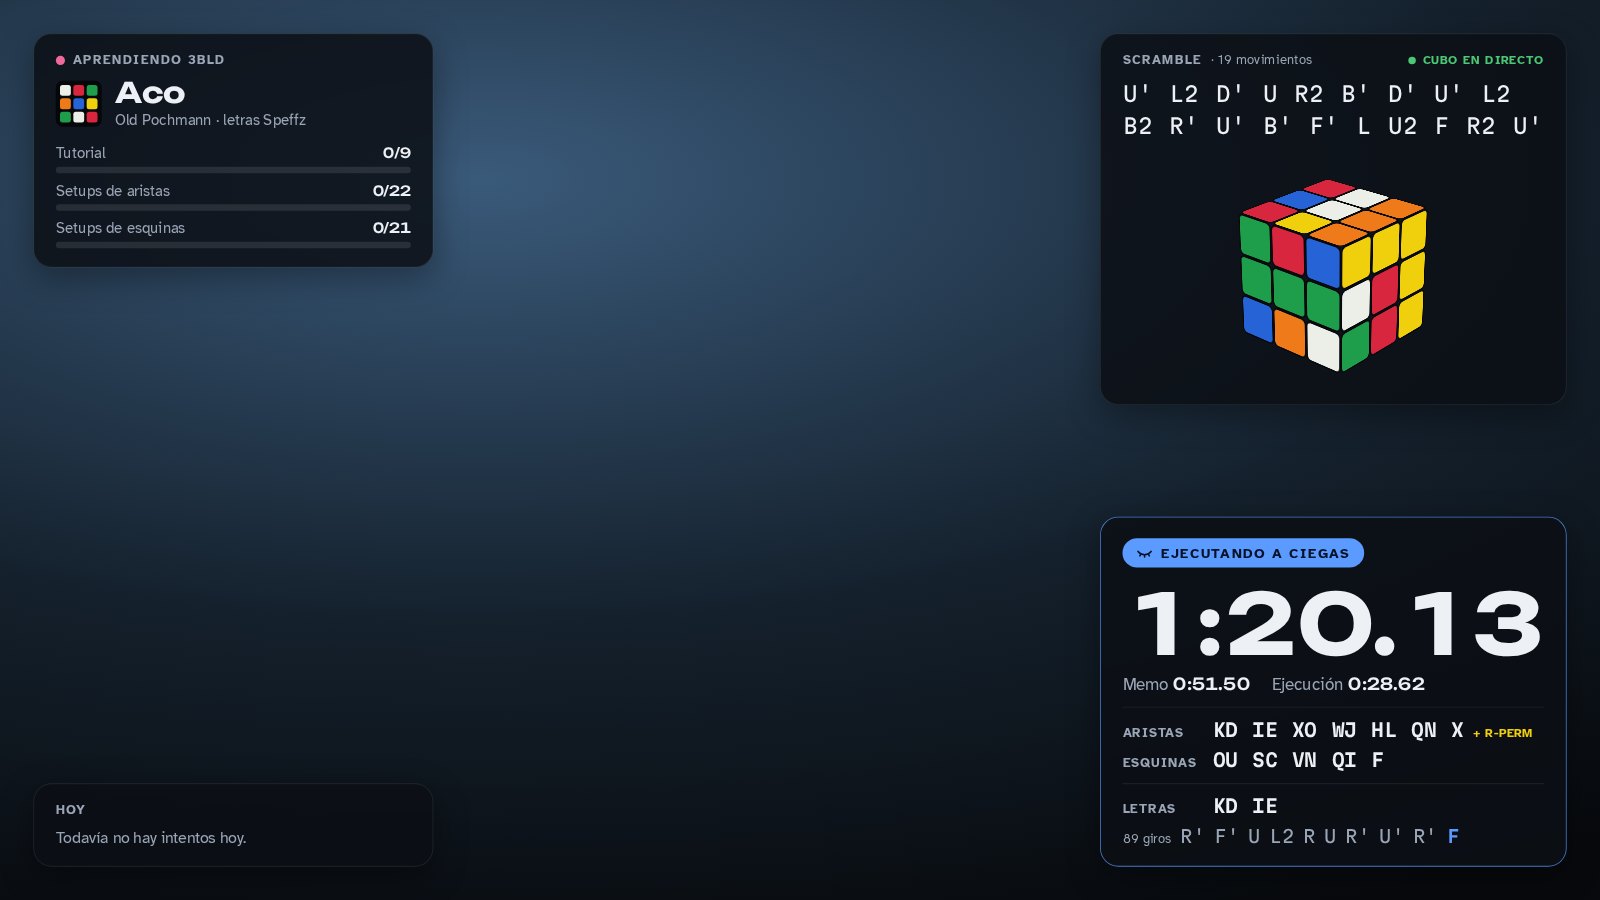 APRENDIENDO 3BLD
Aco
Old Pochmann · letras Speffz
Tutorial 0/9
Setups de aristas 0/22
Setups de esquinas 0/21
SCRAMBLE · 19 movimientos CUBO EN DIRECTO
U' L2 D' U R2 B' D' U' L2
B2 R' U' B' F' L U2 F R2 U'
EJECUTANDO A CIEGAS
1:20.13
Memo 0:51.50 Ejecución 0:28.62
ARISTAS KD IE XO WJ HL QN X + R-PERM
ESQUINAS OU SC VN QI F
LETRAS KD IE
89 giros R' F' U L2 R U R' U' R' F
HOY
Todavía no hay intentos hoy.